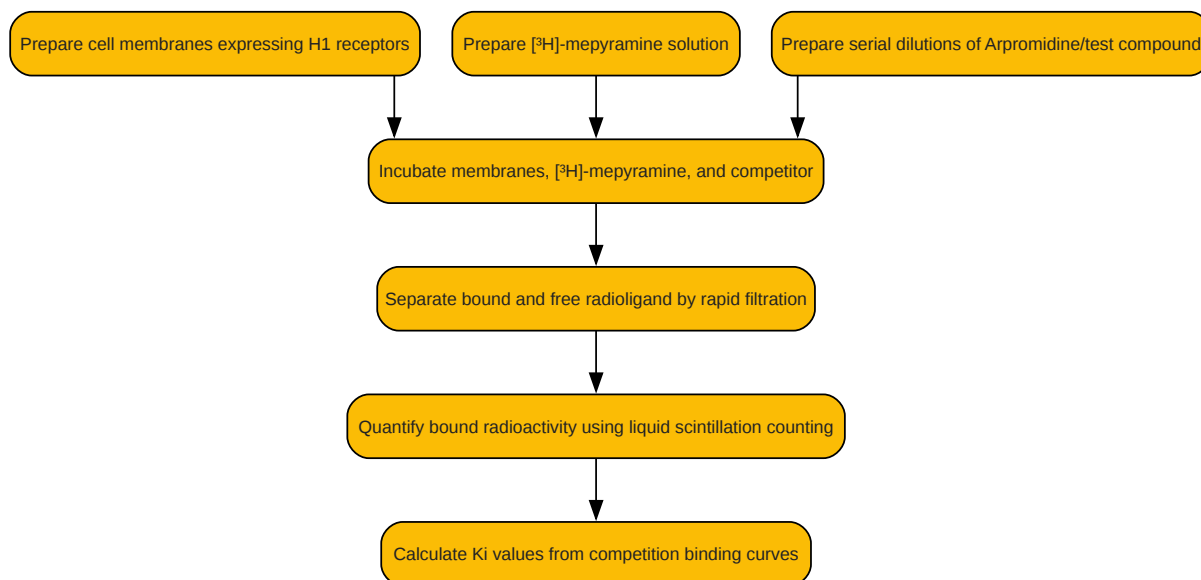 Prepare cell membranes expressing H1 receptors
Prepare [³H]-mepyramine solution
Prepare serial dilutions of Arpromidine/test compound
Incubate membranes, [³H]-mepyramine, and competitor
Separate bound and free radioligand by rapid filtration
Quantify bound radioactivity using liquid scintillation counting
Calculate Ki values from competition binding curves